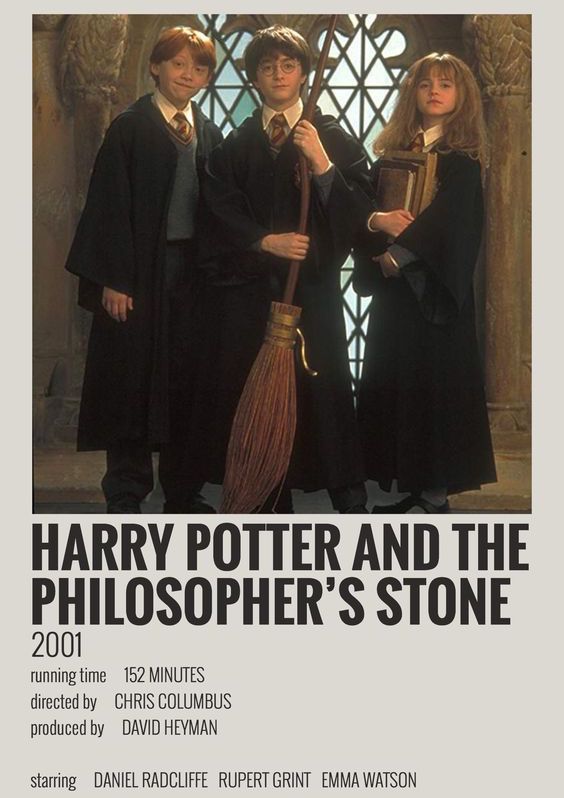 HARRY POTTER AND THE
PHILOSOPHER'S STONE
2001
running time 152 MINUTES
directed by CHRIS COLUMBUS
produced by DAVID HEYMAN
starring DANIEL RADCLIFFE RUPERT GRINT EMMA WATSON